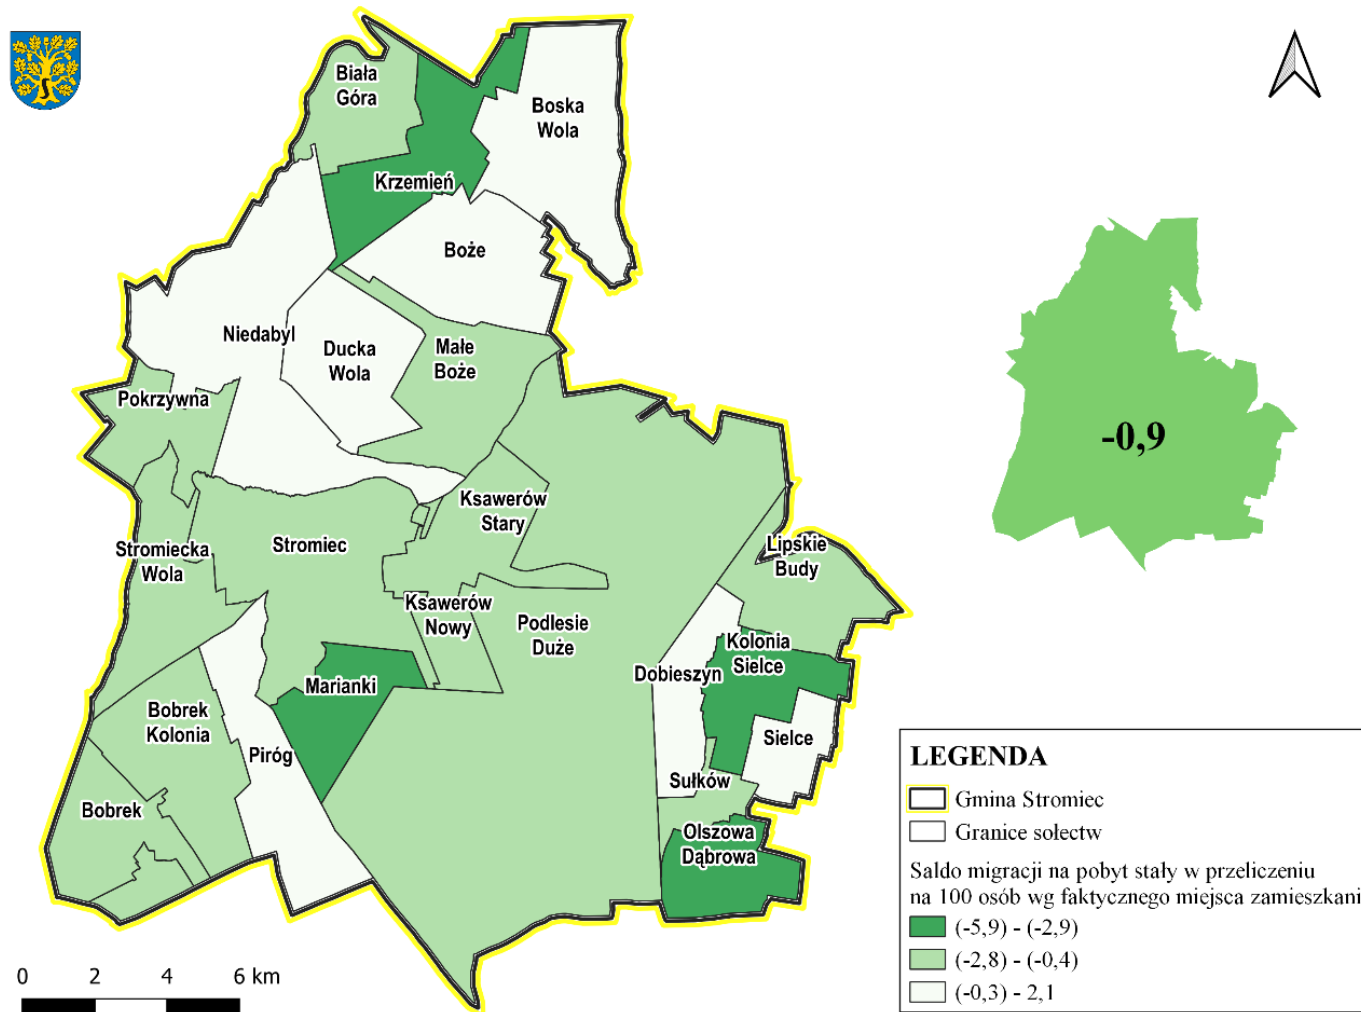 Biała
Góra
Boska
Wola
Krzemień
Boże
Niedabyl
Ducka
Wola
Małe
Boże
Pokrzywna
-0,9
Ksawerów
Stary
Stromiec
Stromiecka
Wola
Lipskie
Budy
Ksawerów
Nowy
Podlesie
Duże
Kolonia
Sielce
Dobieszyn
Marianki
Bobrek
Kolonia
Piróg
Sielce
Sułków
Bobrek
Olszowa
Dąbrowa
LEGENDA
Gmina Stromiec
Granice sołectw
Saldo migracji na pobyt stały w przeliczeniu
na 100 osób wg faktycznego miejsca zamieszkani
(-5,9) - (-2,9)
(-2,8) - (-0,4)
(-0,3) - 2,1
0 2 4 6 km